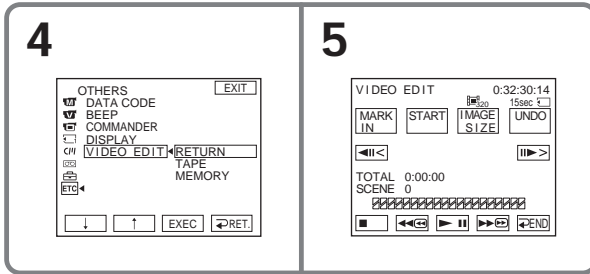 4
OTHERS
EXIT
DATA CODE
BEEP
COMMANDER
DISPLAY
VIDEO EDIT
RETURN
TAPE
MEMORY
ETC
↓ ↑ EXEC RET.
5
VIDEO EDIT 0:32:30:14
320 15sec
MARK IN
START
IMAGE SIZE
UNDO
TOTAL 0:00:00
SCENE 0
END